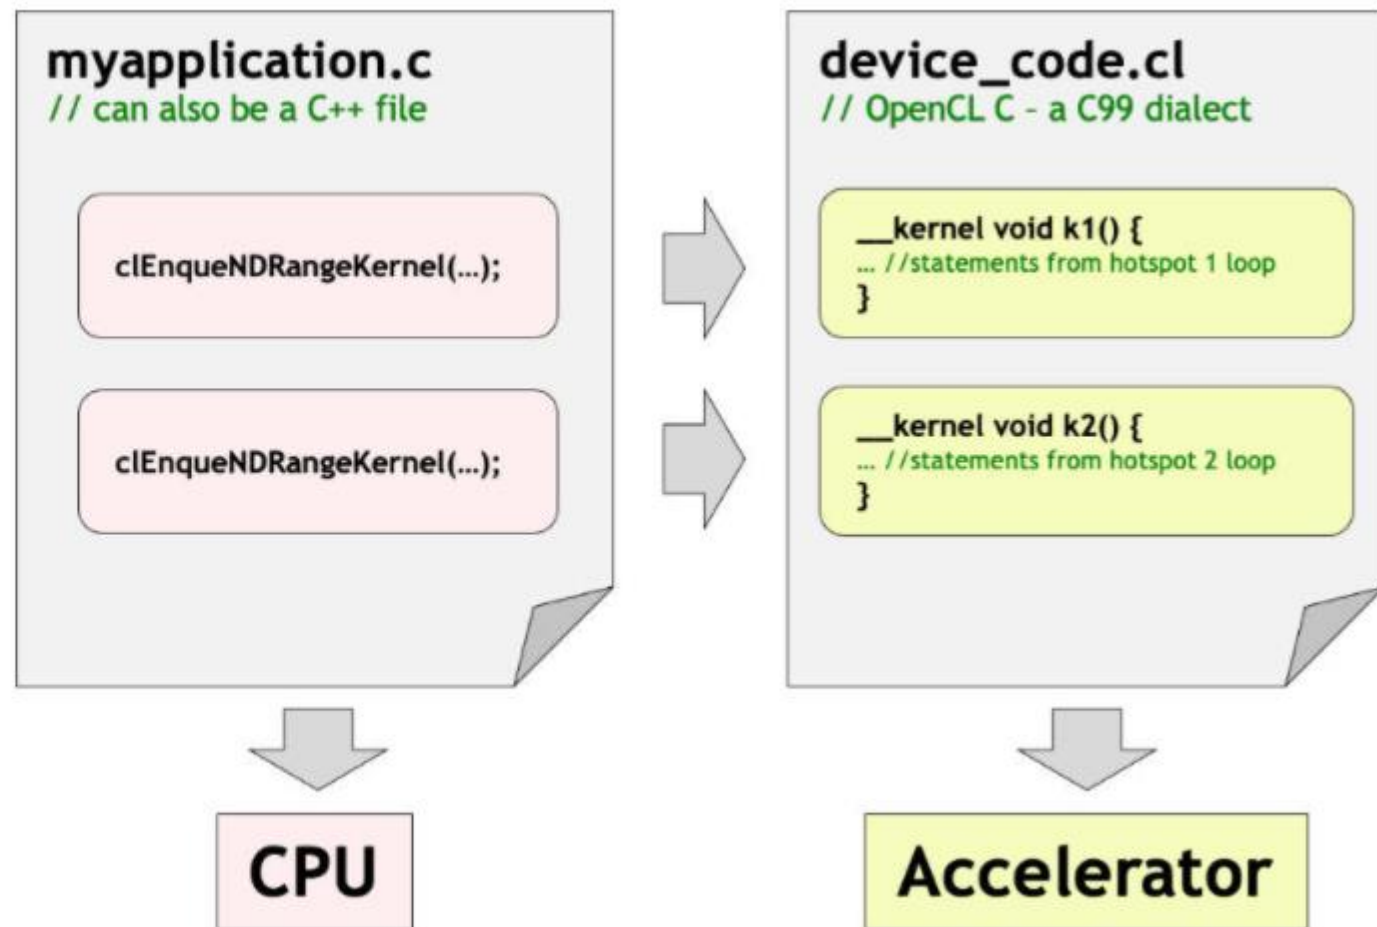 myapplication.c
// can also be a C++ file
clEnqueNDRangeKernel(...);
clEnqueNDRangeKernel(...);
CPU
device_code.cl
// OpenCL C – a C99 dialect
__kernel void k1() {
... //statements from hotspot 1 loop
}
__kernel void k2() {
... //statements from hotspot 2 loop
}
Accelerator